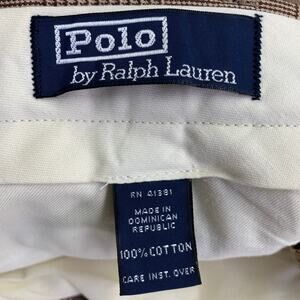 Polo
by Ralph Lauren
RN 41381
MADE IN
DOMINICAN
REPUBLIC
100% COTTON
CARE INST. OVER